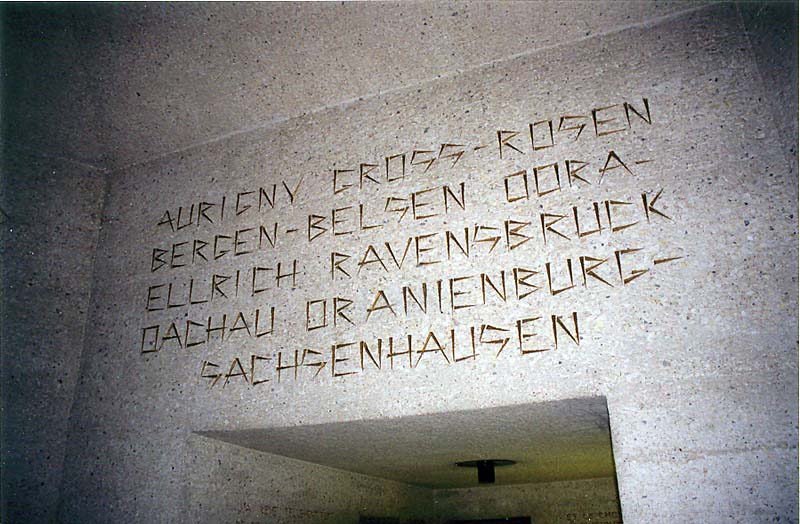 AURIGNY GROSS-ROSEN
BERGEN-BELSEN DORA-
ELLRICH RAVENSBRUCK
DACHAU ORANIENBURG-
SACHSENHAUSEN